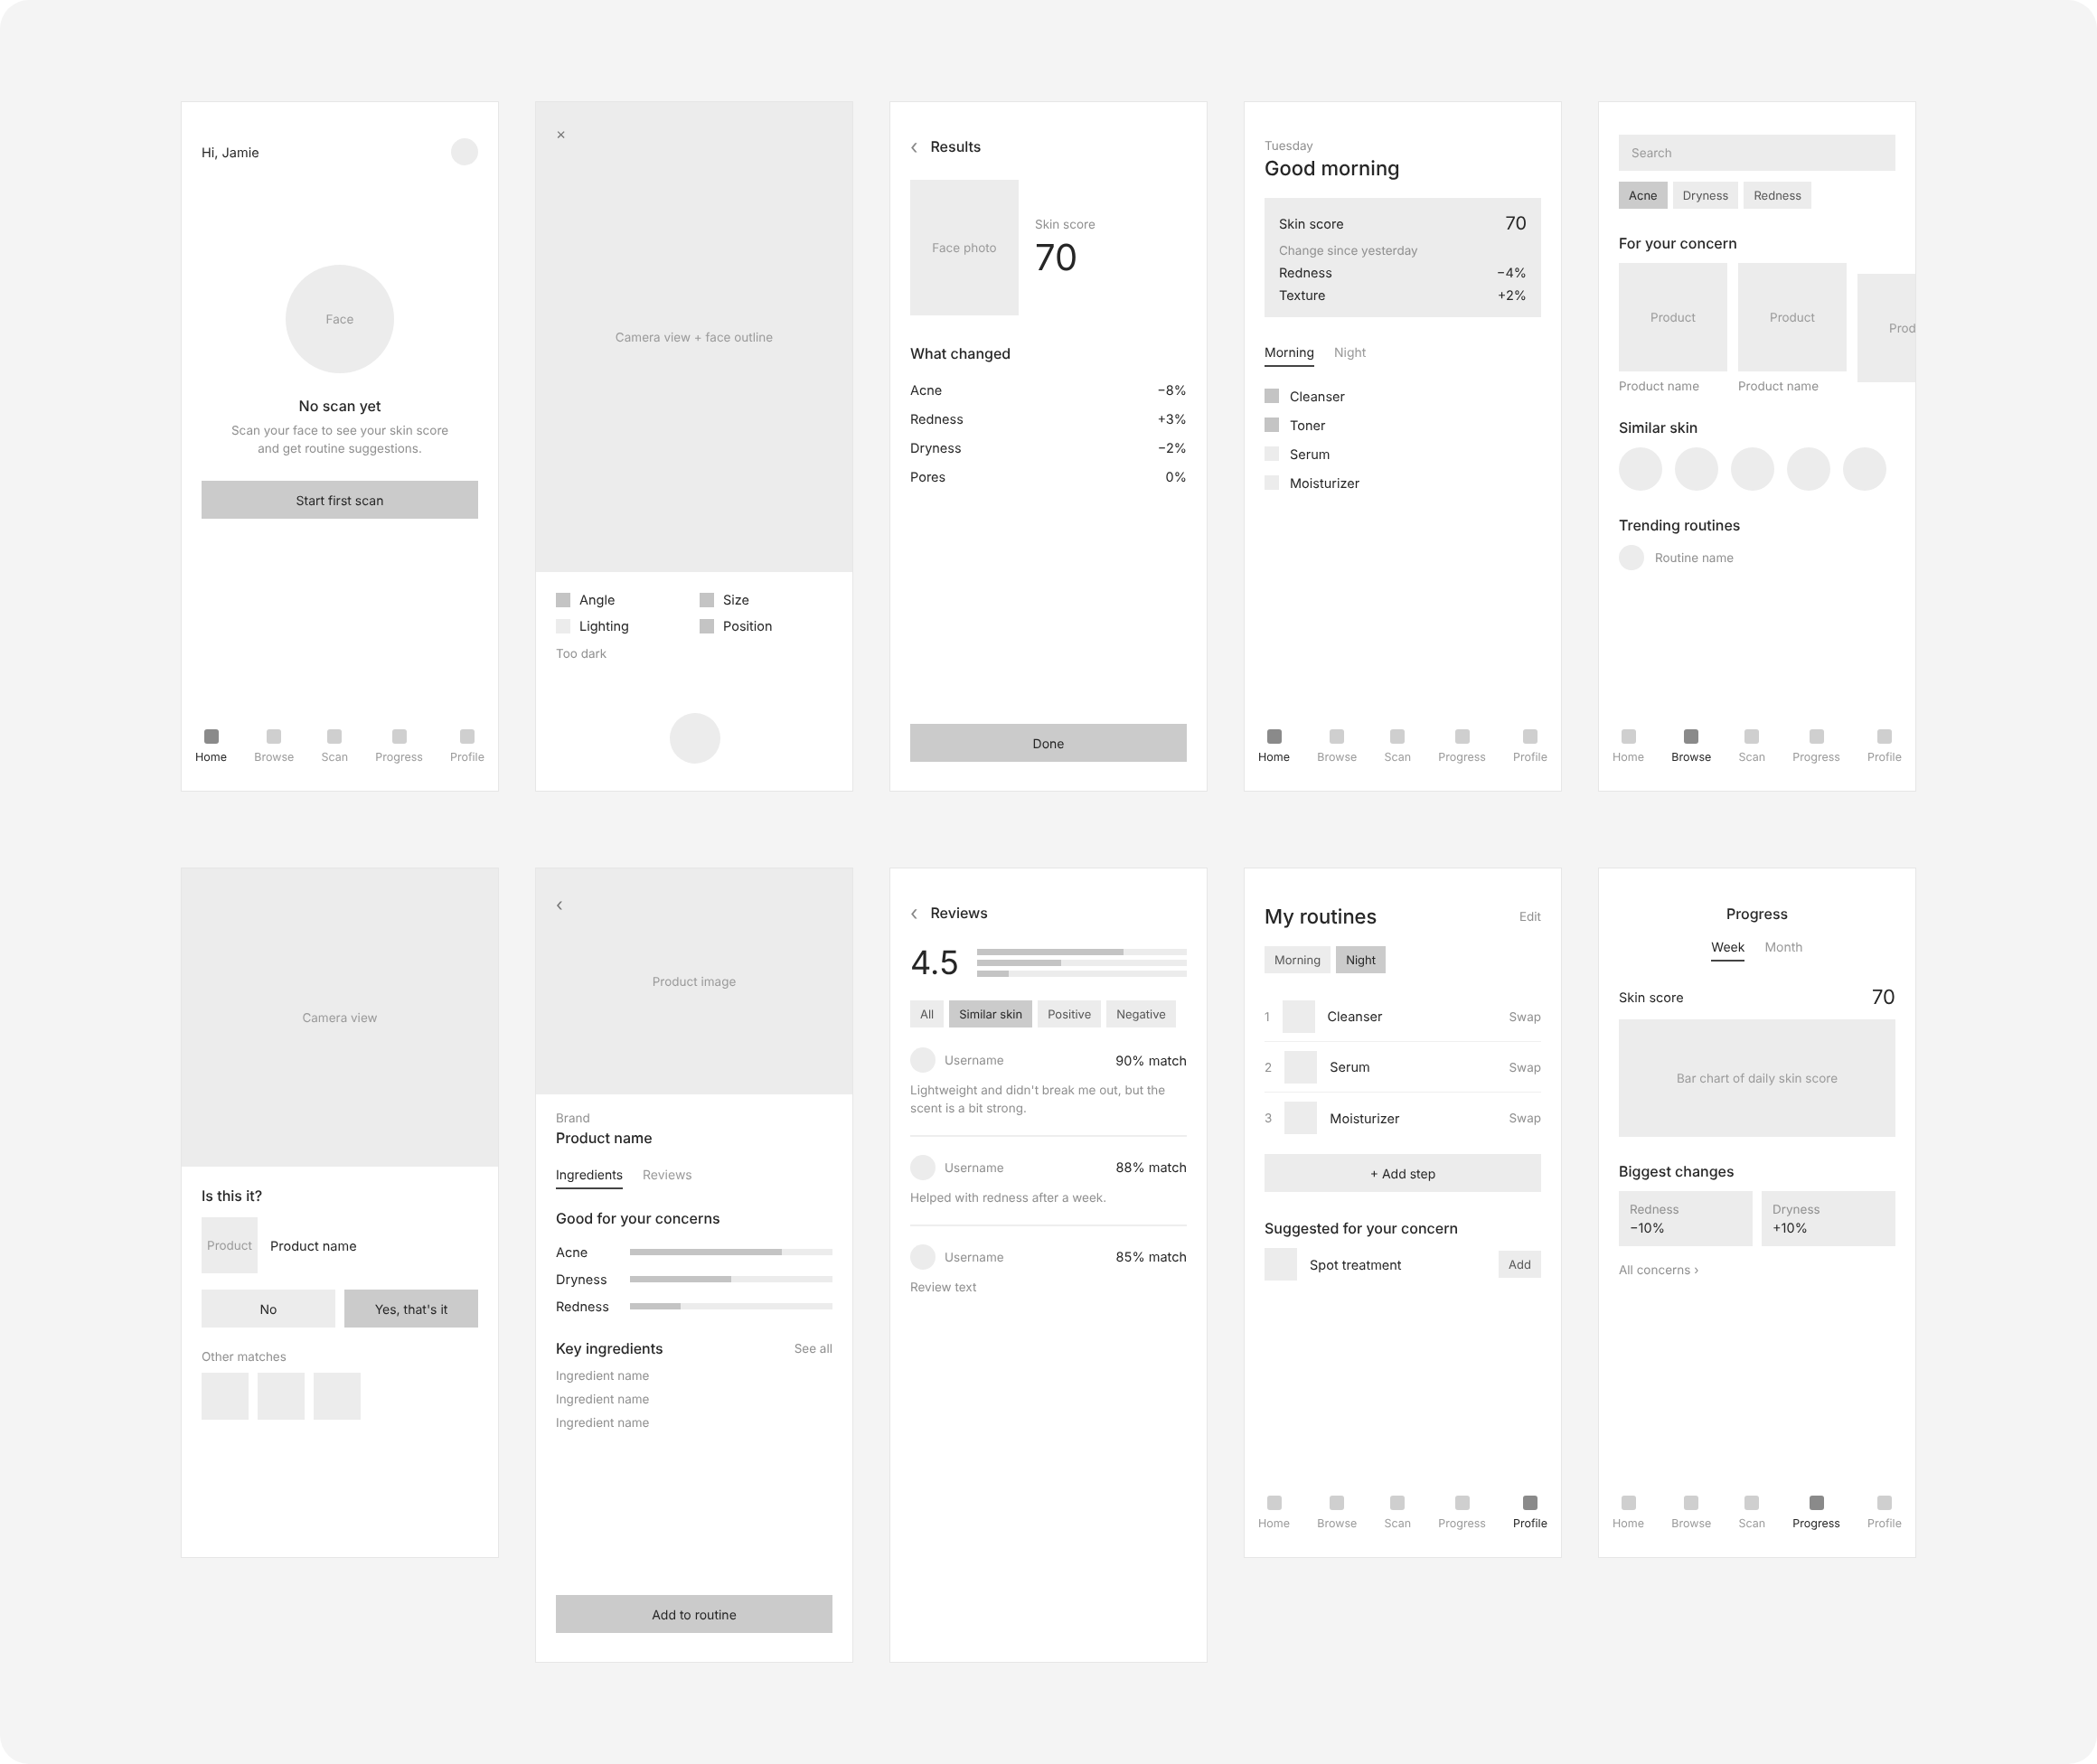 Hi, Jamie
Face
No scan yet
Scan your face to see your skin score
and get routine suggestions.
Start first scan
Home
Browse
Scan
Progress
Profile
×
Camera view + face outline
Angle
Size
Lighting
Position
Too dark
‹ Results
Face photo
Skin score
70
What changed
Acne −8%
Redness +3%
Dryness −2%
Pores 0%
Done
Tuesday
Good morning
Skin score 70
Change since yesterday
Redness −4%
Texture +2%
Morning Night
Cleanser
Toner
Serum
Moisturizer
Home
Browse
Scan
Progress
Profile
Search
Acne Dryness Redness
For your concern
Product
Product
Prod
Product name
Product name
Similar skin
Trending routines
Routine name
Home
Browse
Scan
Progress
Profile
Camera view
Is this it?
Product
Product name
No
Yes, that's it
Other matches
‹
Product image
Brand
Product name
Ingredients Reviews
Good for your concerns
Acne
Dryness
Redness
Key ingredients See all
Ingredient name
Ingredient name
Ingredient name
Add to routine
‹ Reviews
4.5
All Similar skin Positive Negative
Username 90% match
Lightweight and didn't break me out, but the
scent is a bit strong.
Username 88% match
Helped with redness after a week.
Username 85% match
Review text
My routines Edit
Morning Night
1 Cleanser Swap
2 Serum Swap
3 Moisturizer Swap
+ Add step
Suggested for your concern
Spot treatment Add
Home
Browse
Scan
Progress
Profile
Progress
Week Month
Skin score 70
Bar chart of daily skin score
Biggest changes
Redness
−10%
Dryness
+10%
All concerns ›
Home
Browse
Scan
Progress
Profile